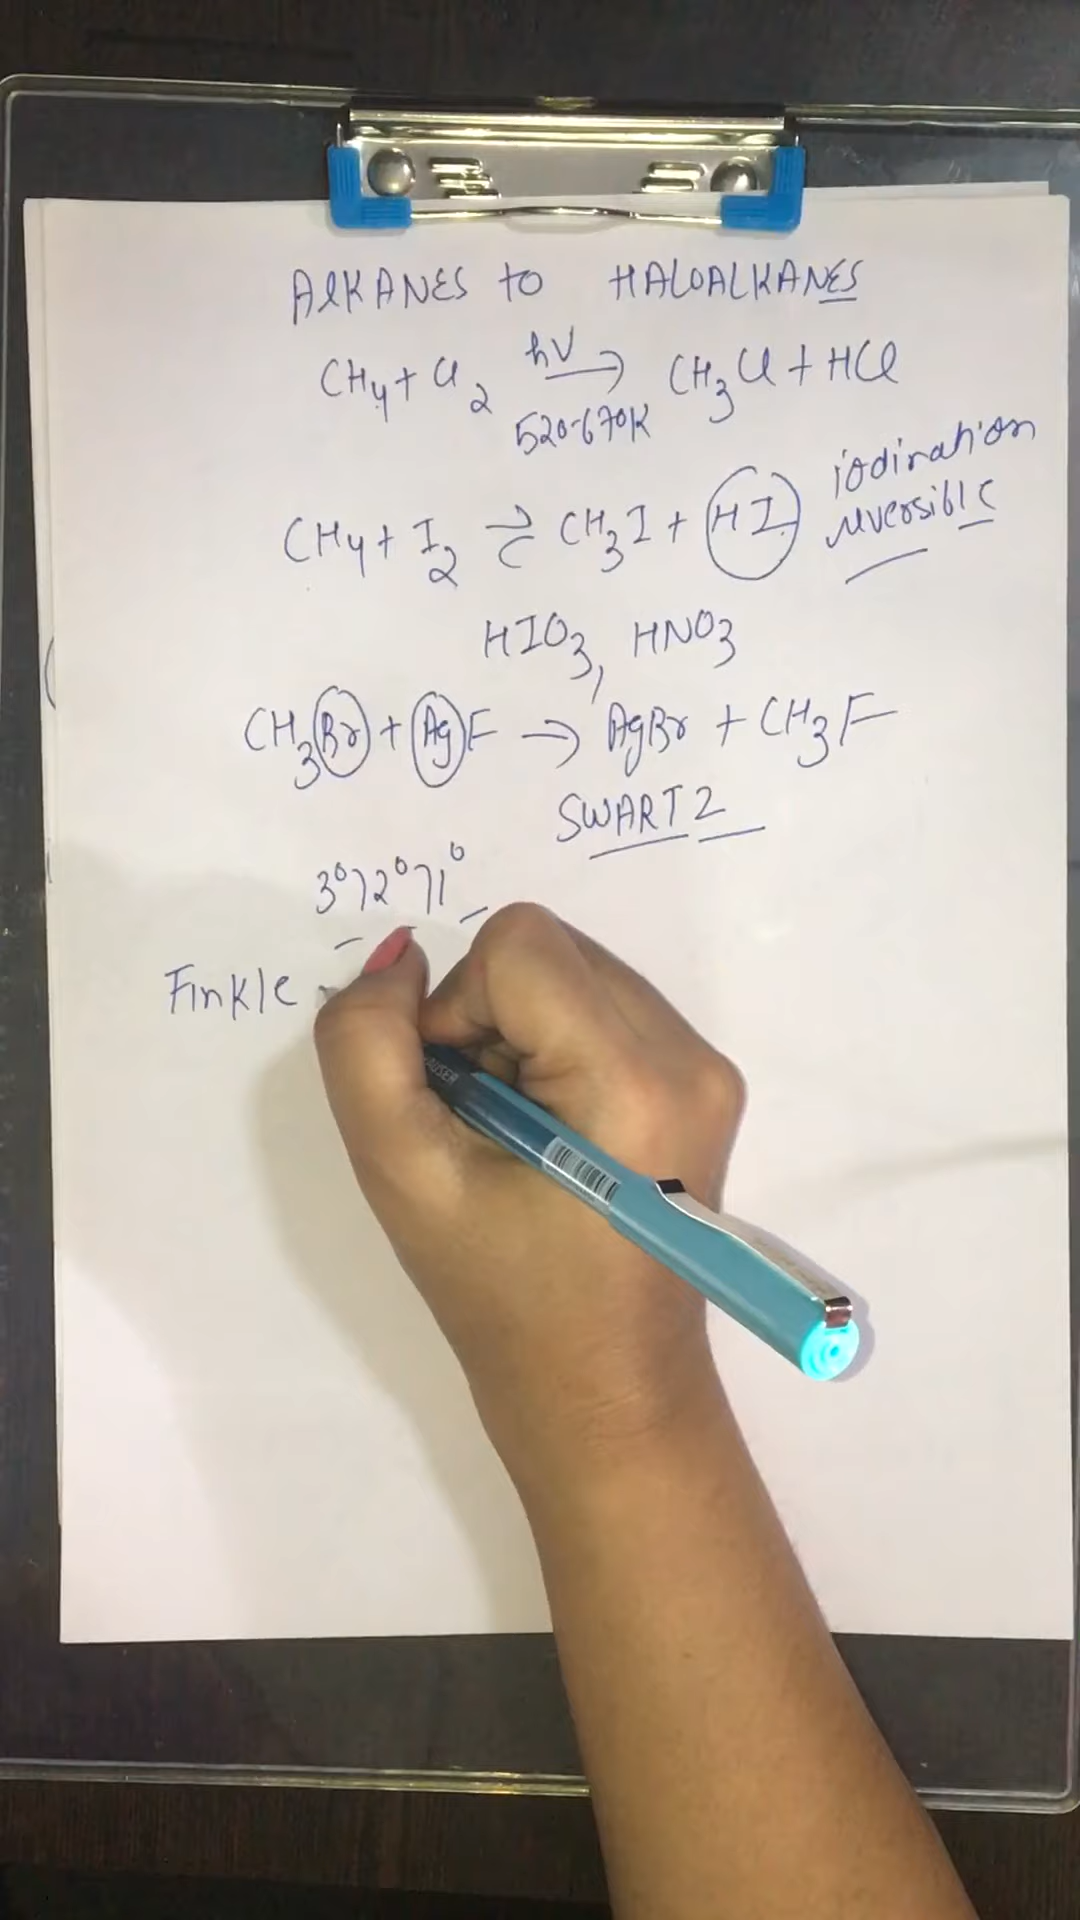 AlKANES to HALOALKANES
CH4 + Cl2 hν → CH3Cl + HCl
520-670K
CH4 + I2 ⇌ CH3I + HI iodination
reversible
HIO3, HNO3
CH3Br + AgF → AgBr + CH3F
SWARTZ
3°>2°>1°
Finkle